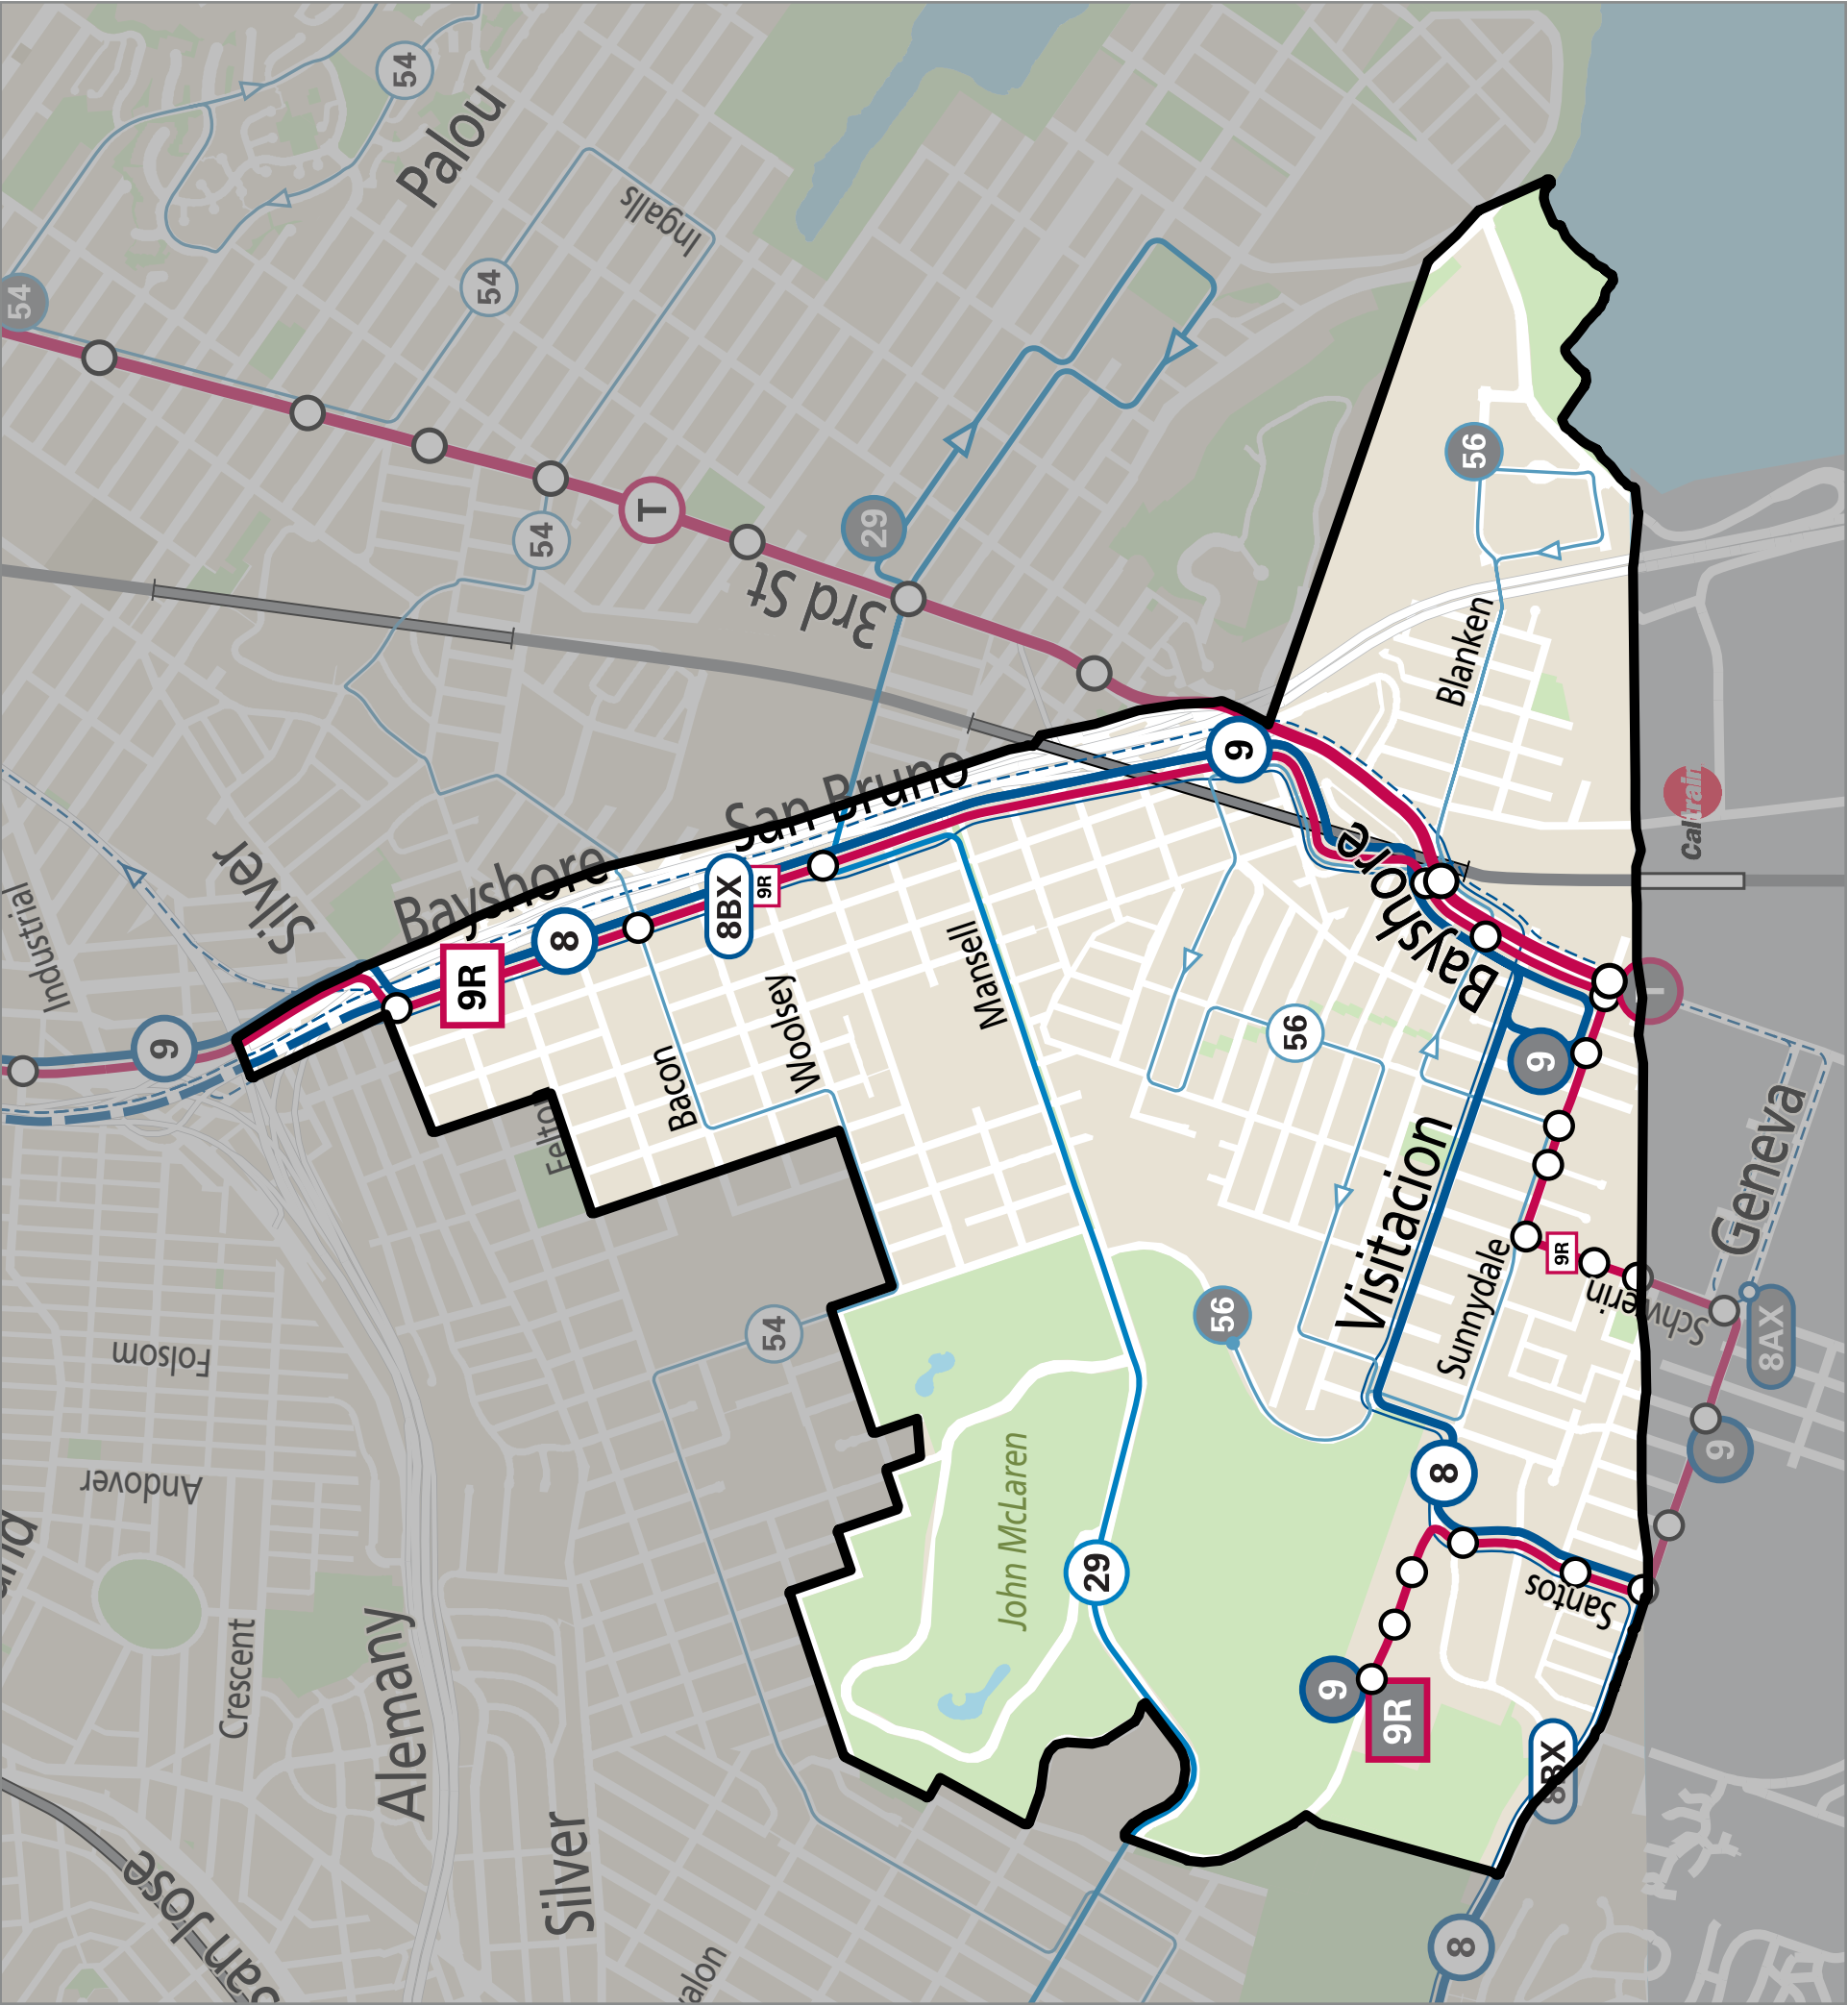 54
Palou
Ingalls
54
54
54
T
3rd St
29
56
Blanken
9
caltrain
San Bruno
Bayshore
Silver
Industrial
9R
8
8BX
9R
9
Mansell
Woolsey
Bacon
Felton
Bayshore
T
56
9
Visitacion
Sunnydale
9R
Schwerin
Geneva
8AX
9
56
54
Folsom
Andover
Crescent
Alemany
Silver
San Jose
John McLaren
29
8
Santos
9
9R
8BX
8